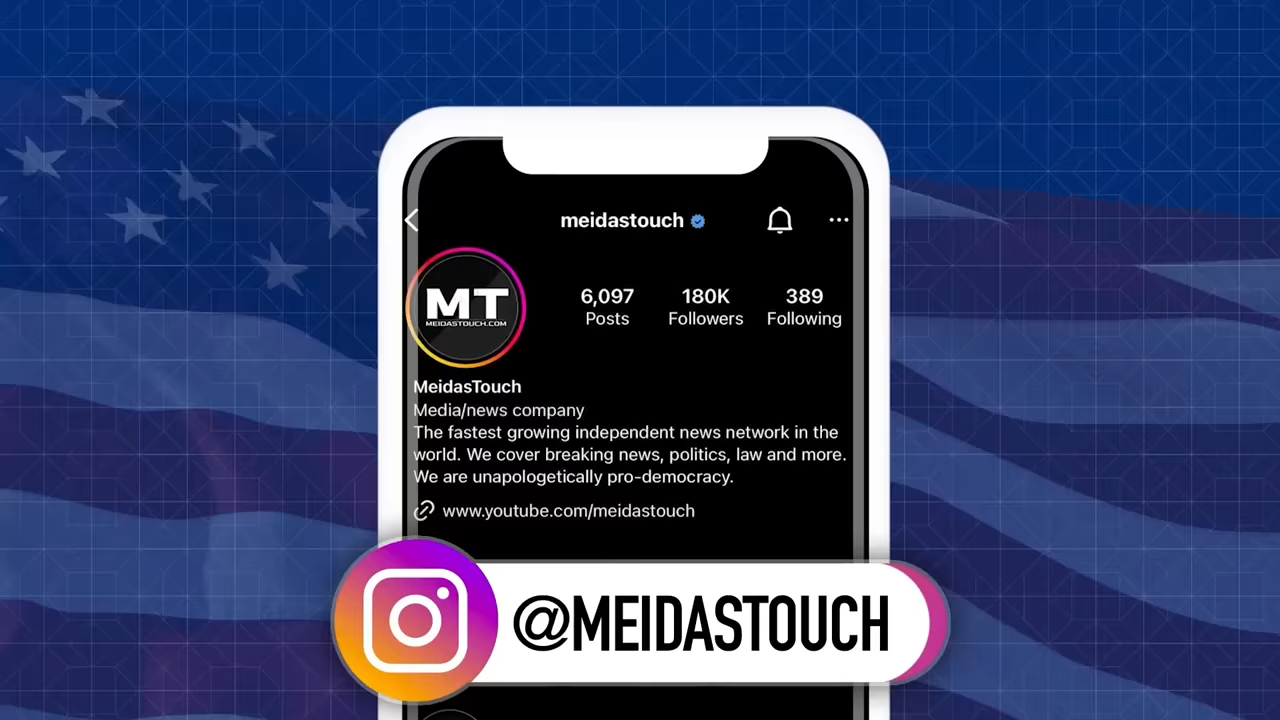 meidastouch
MT
MEIDASTOUCH.COM
6,097 180K 389
Posts Followers Following
MeidasTouch
Media/news company
The fastest growing independent news network in the
world. We cover breaking news, politics, law and more.
We are unapologetically pro-democracy.
www.youtube.com/meidastouch
@MEIDASTOUCH